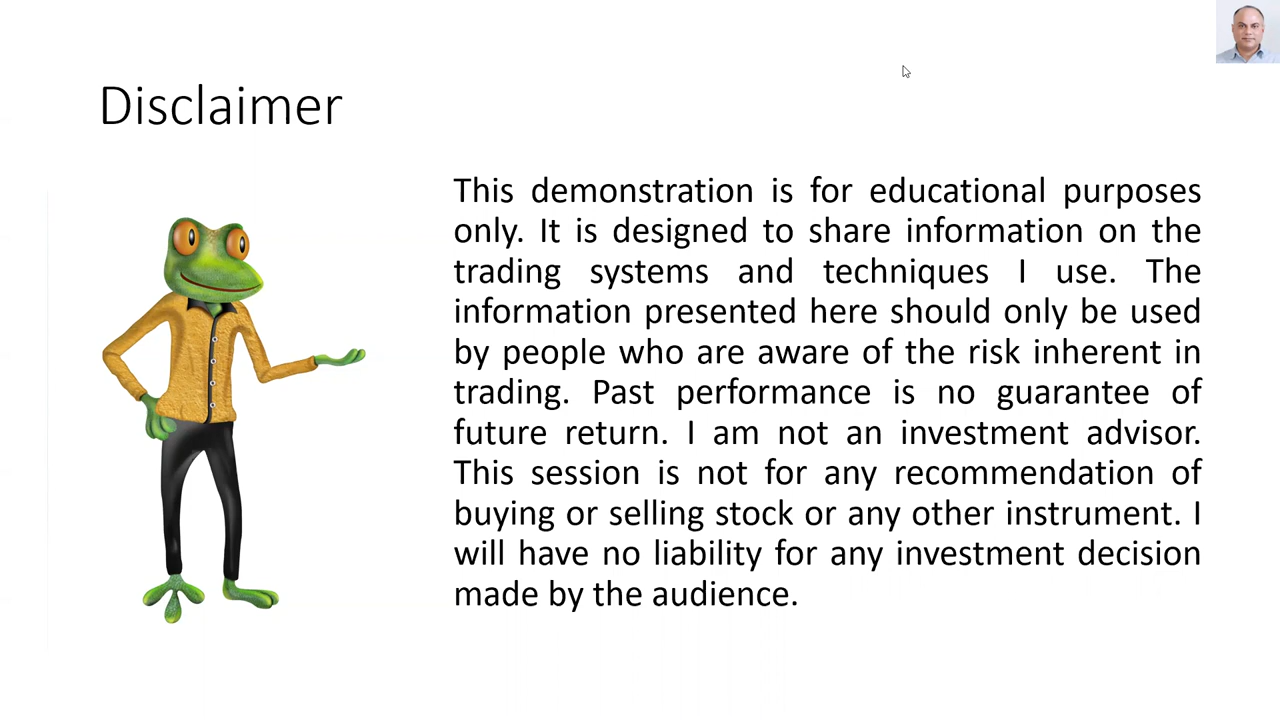 Disclaimer
This demonstration is for educational purposes
only. It is designed to share information on the
trading systems and techniques I use. The
information presented here should only be used
by people who are aware of the risk inherent in
trading. Past performance is no guarantee of
future return. I am not an investment advisor.
This session is not for any recommendation of
buying or selling stock or any other instrument. I
will have no liability for any investment decision
made by the audience.